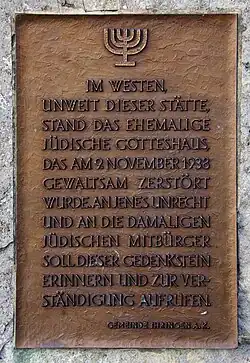 IM WESTEN,
UNWEIT DIESER STÄTTE,
STAND DAS EHEMALIGE
JÜDISCHE GOTTESHAUS,
DAS AM 2 NOVEMBER 1938
GEWALTSAM ZERSTÖRT
WURDE. AN JENES UNRECHT
UND AN DIE DAMALIGEN
JÜDISCHEN MITBÜRGER
SOLL DIESER GEDENKSTEIN
ERINNERN UND ZUR VER-
STÄNDIGUNG AUFRUFEN.
GEMEINDE IHRINGEN A.K.